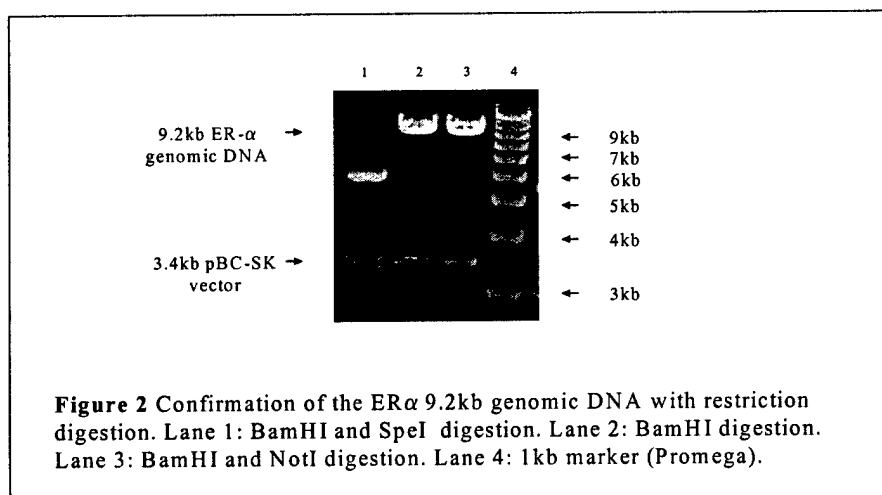 1 2 3 4
9.2kb ER-α → ← 9kb
genomic DNA ← 7kb
← 6kb
← 5kb
← 4kb
3.4kb pBC-SK →
vector
← 3kb
Figure 2 Confirmation of the ERα 9.2kb genomic DNA with restriction
digestion. Lane 1: BamHI and SpeI digestion. Lane 2: BamHI digestion.
Lane 3: BamHI and NotI digestion. Lane 4: 1kb marker (Promega).